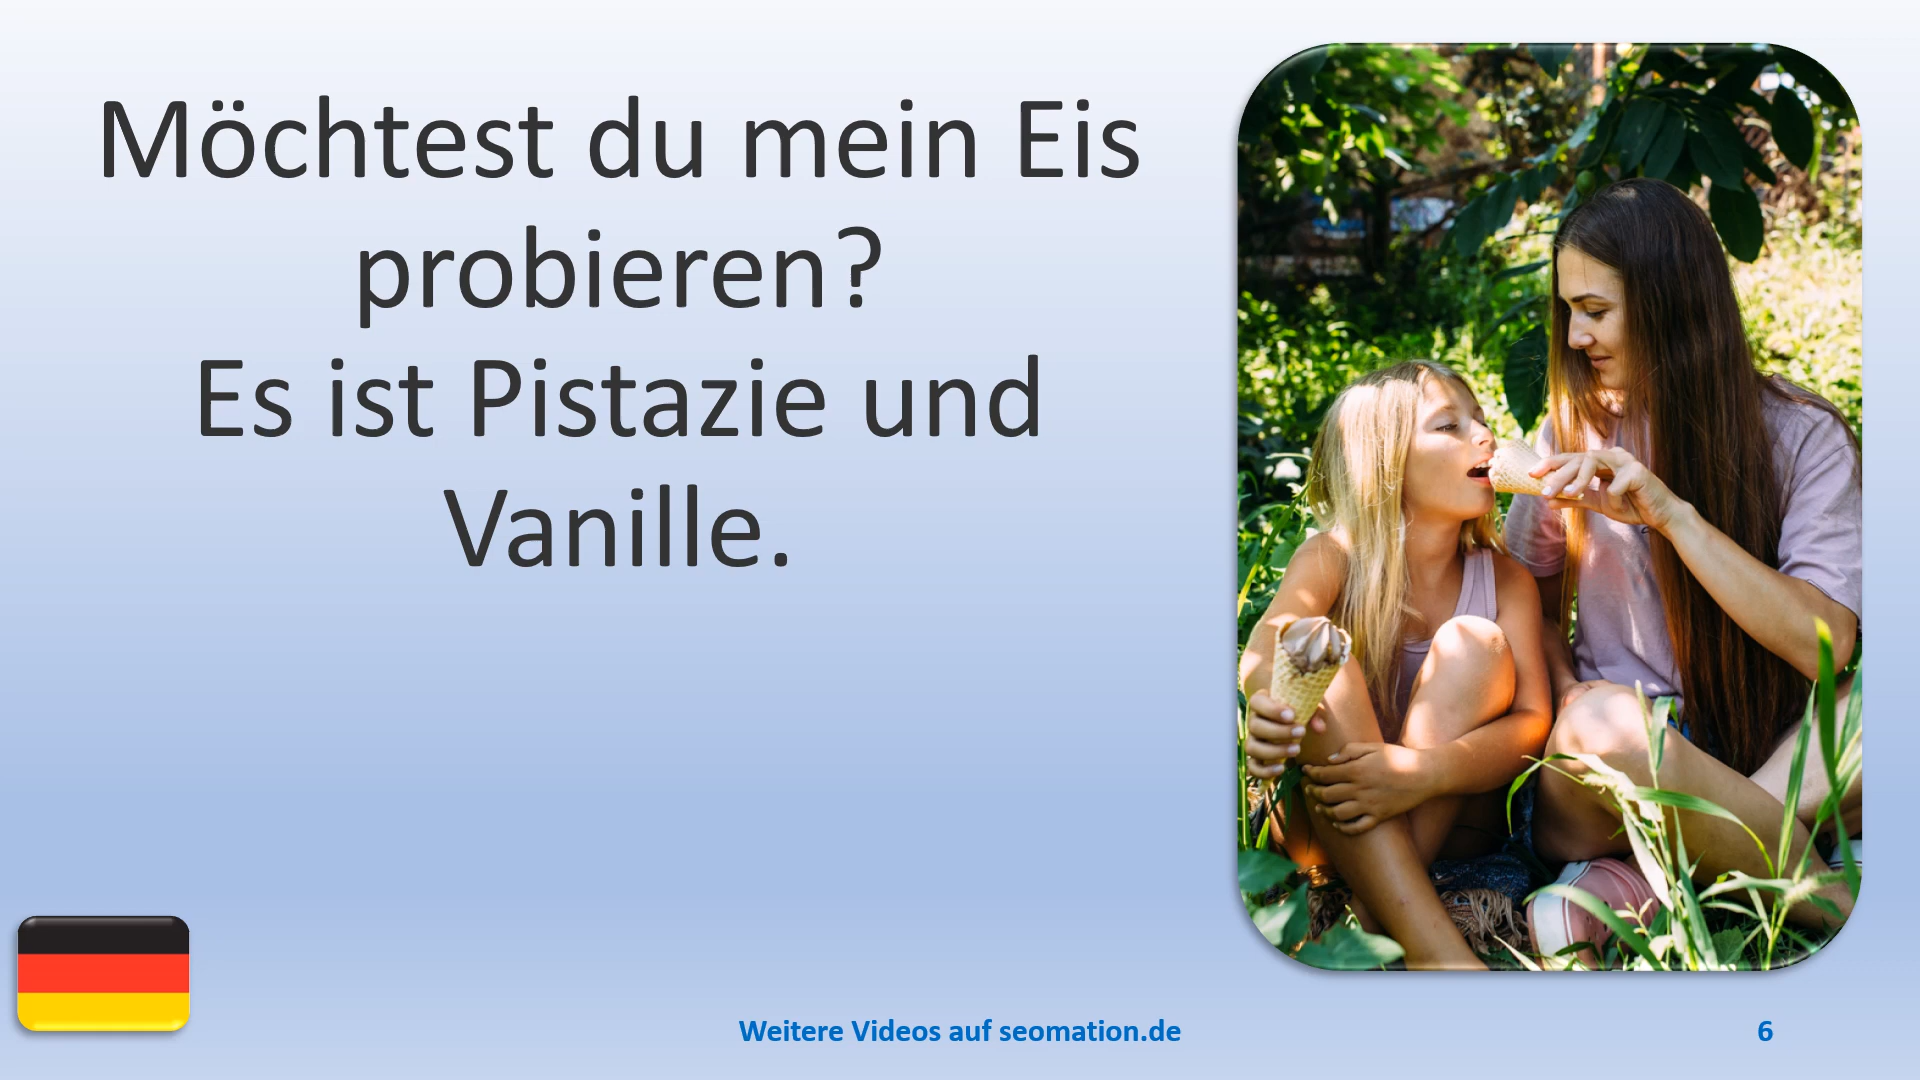 Möchtest du mein Eis
probieren?
Es ist Pistazie und
Vanille.
Weitere Videos auf seomation.de
6